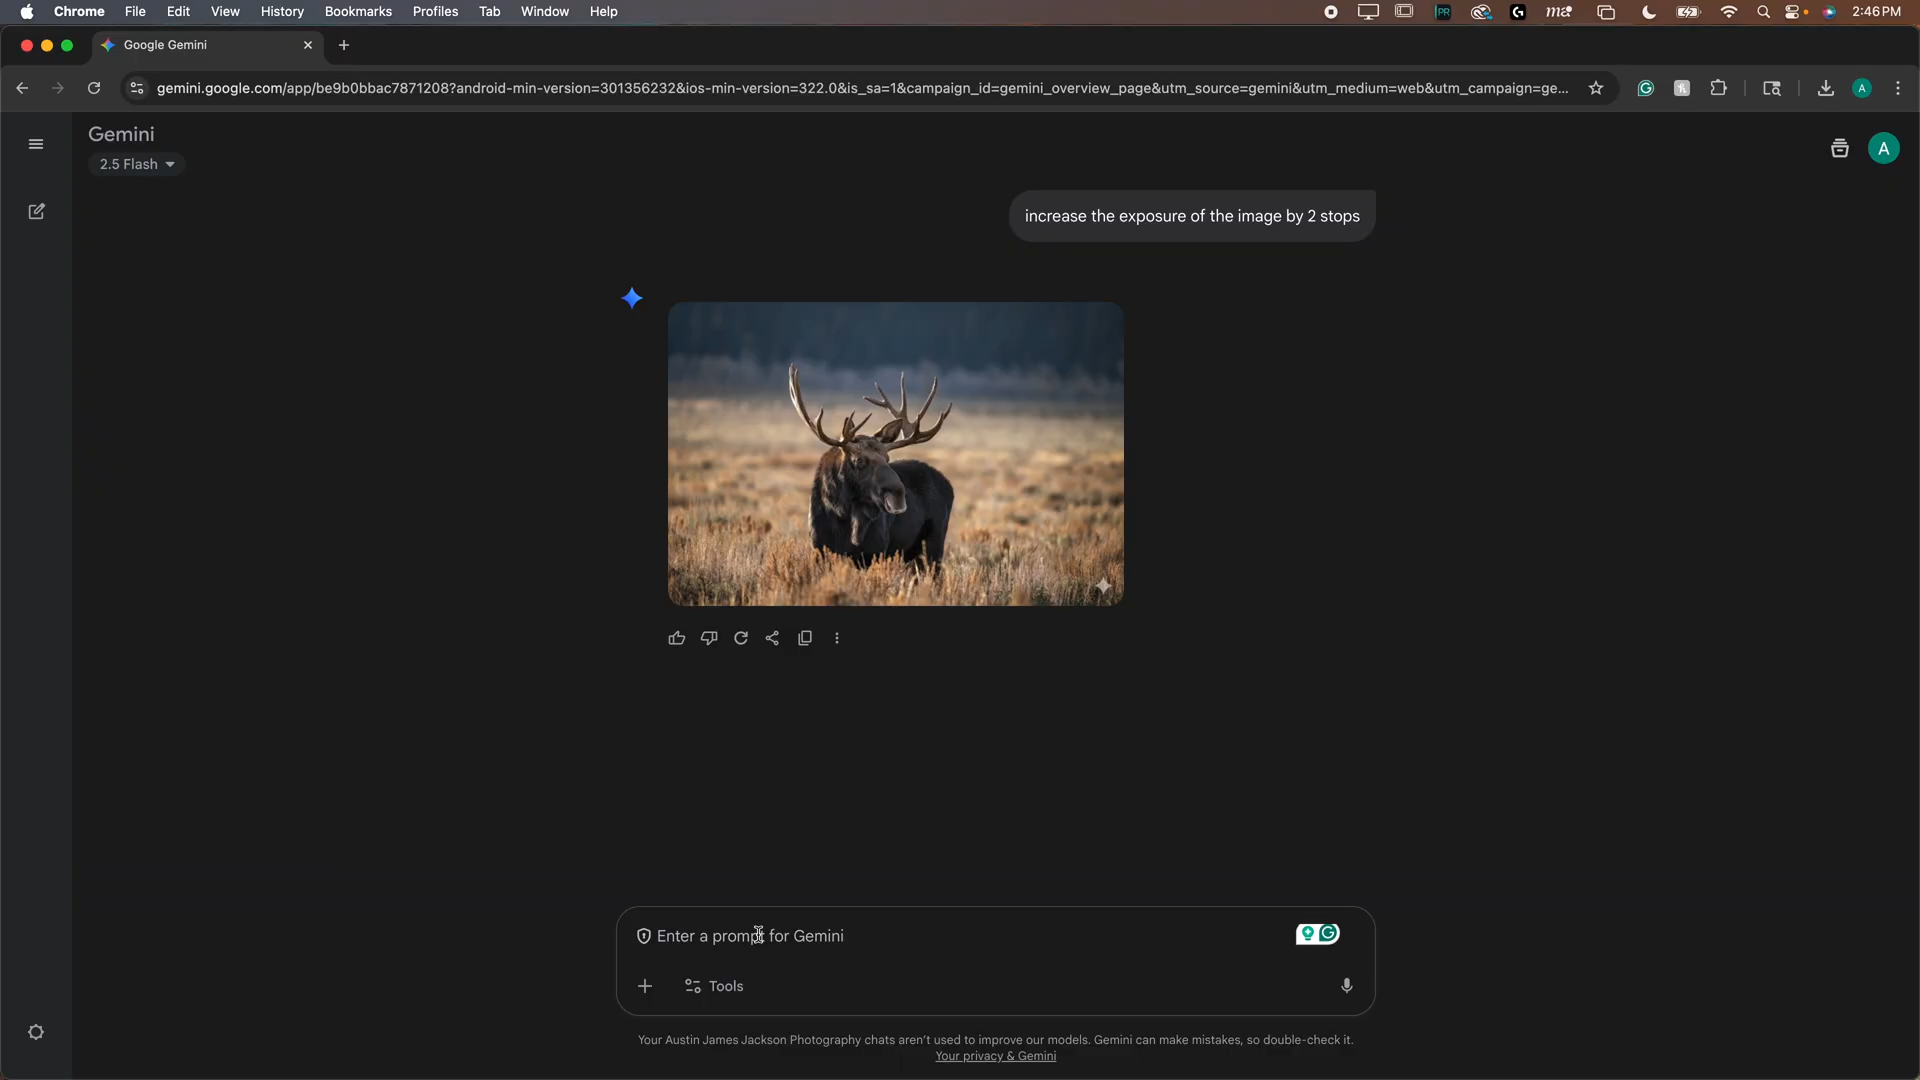 Chrome File Edit View History Bookmarks Profiles Tab Window Help
PR
2:46 PM
Google Gemini
gemini.google.com/app/be9b0bbac7871208?android-min-version=301356232&ios-min-version=322.0&is_sa=1&campaign_id=gemini_overview_page&utm_source=gemini&utm_medium=web&utm_campaign=ge...
A
Gemini
2.5 Flash
A
increase the exposure of the image by 2 stops
Enter a prompt for Gemini
Tools
Your Austin James Jackson Photography chats aren't used to improve our models. Gemini can make mistakes, so double-check it.
Your privacy & Gemini